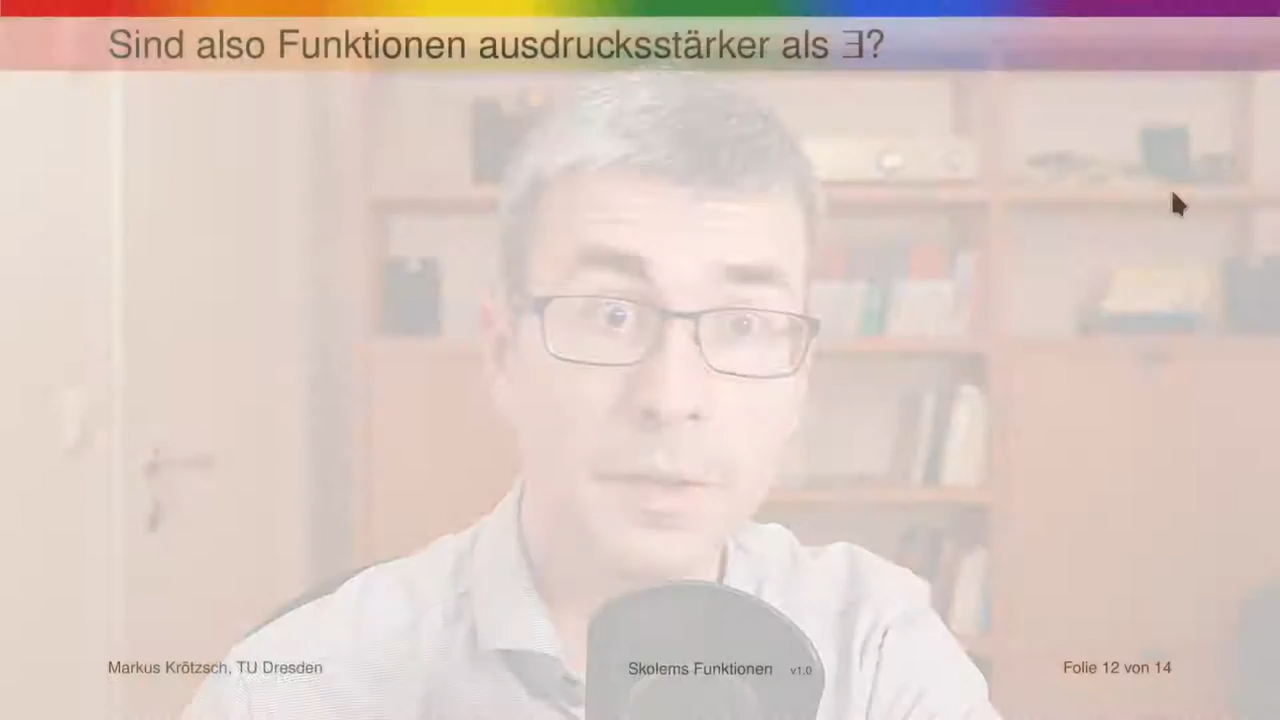 Sind also Funktionen ausdrucksstärker als ∃?
Markus Krötzsch, TU Dresden
Skolems Funktionen v1.0
Folie 12 von 14